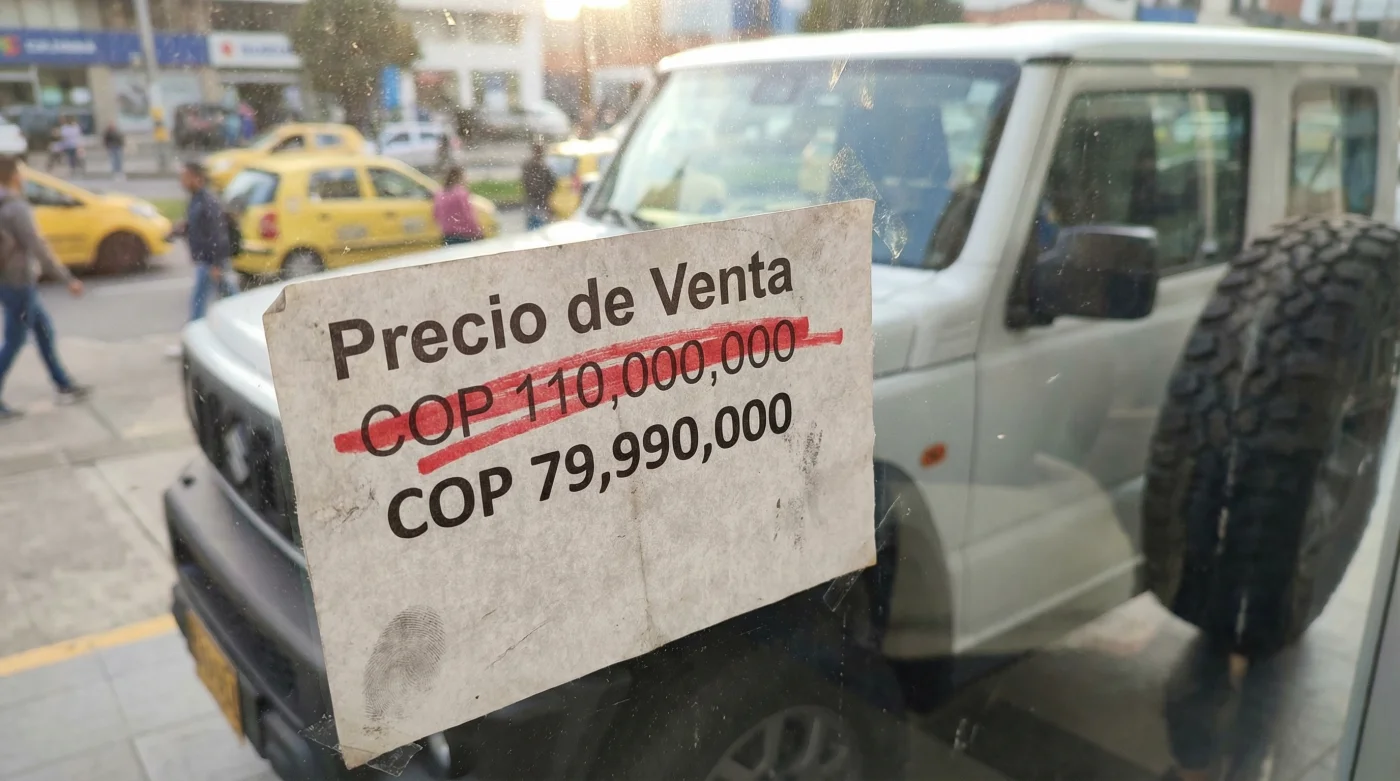 Precio de Venta
COP 110,000,000
COP 79,990,000